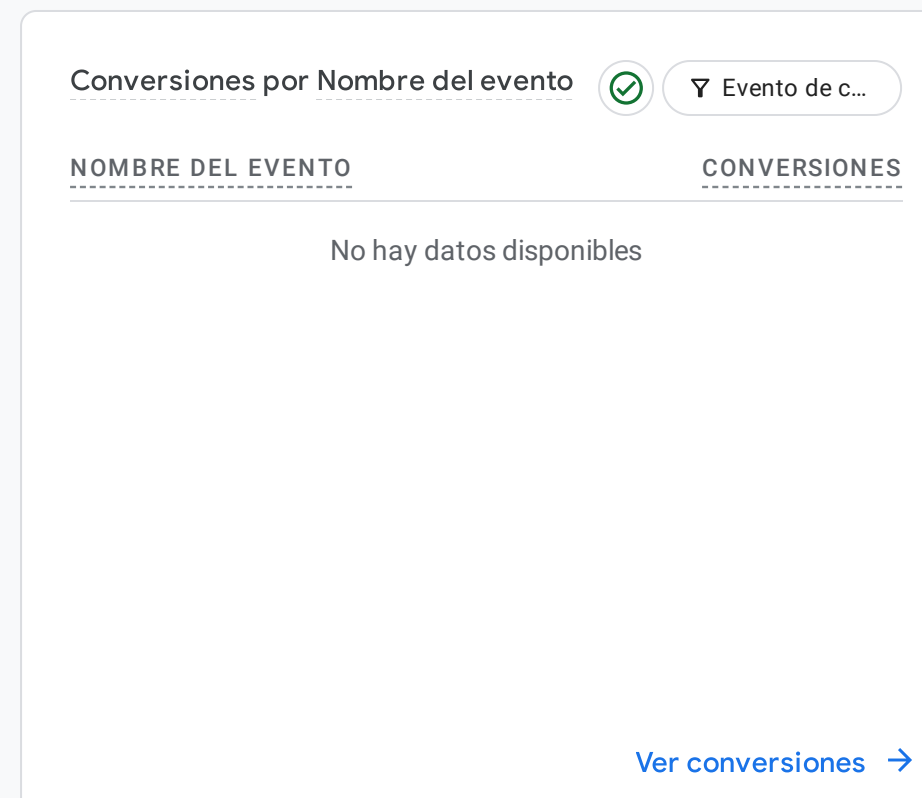 Conversiones por Nombre del evento
Evento de c...
NOMBRE DEL EVENTO
CONVERSIONES
No hay datos disponibles
Ver conversiones